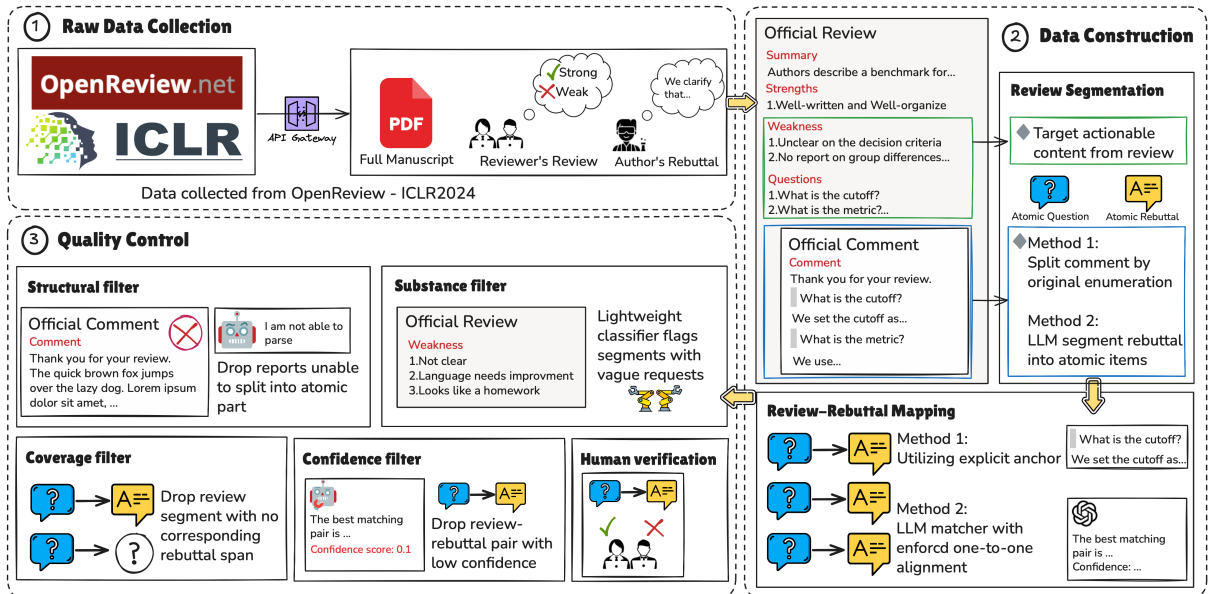 1 Raw Data Collection
OpenReview.net
ICLR
API Gateway
PDF
Full Manuscript
Strong
Weak
Reviewer's Review
We clarify
that...
Author's Rebuttal
Data collected from OpenReview - ICLR2024
2 Data Construction
Official Review
Summary
Authors describe a benchmark for...
Strengths
1.Well-written and Well-organize
Weakness
1.Unclear on the decision criteria
2.No report on group differences...
Questions
1.What is the cutoff?
2.What is the metric?...
Official Comment
Comment
Thank you for your review.
What is the cutoff?
We set the cutoff as...
What is the metric?
We use...
Review Segmentation
Target actionable
content from review
?
A
Atomic Question
Atomic Rebuttal
Method 1:
Split comment by
original enumeration
Method 2:
LLM segment rebuttal
into atomic items
Review-Rebuttal Mapping
?
A
Method 1:
Utilizing explicit anchor
What is the cutoff?
We set the cutoff as...
?
A
?
A
Method 2:
LLM matcher with
enforcd one-to-one
alignment
The best matching
pair is ...
Confidence: ...
3 Quality Control
Structural filter
Official Comment
Comment
Thank you for your review.
The quick brown fox jumps
over the lazy dog. Lorem ipsum
dolor sit amet, ...
I am not able to
parse
Drop reports unable
to split into atomic
part
Substance filter
Official Review
Weakness
1.Not clear
2.Language needs improvment
3.Looks like a homework
Lightweight
classifier flags
segments with
vague requests
Coverage filter
?
A
?
?
Drop review
segment with no
corresponding
rebuttal span
Confidence filter
The best matching
pair is ...
Confidence score: 0.1
?
A
Drop review-
rebuttal pair with
low confidence
Human verification
?
A